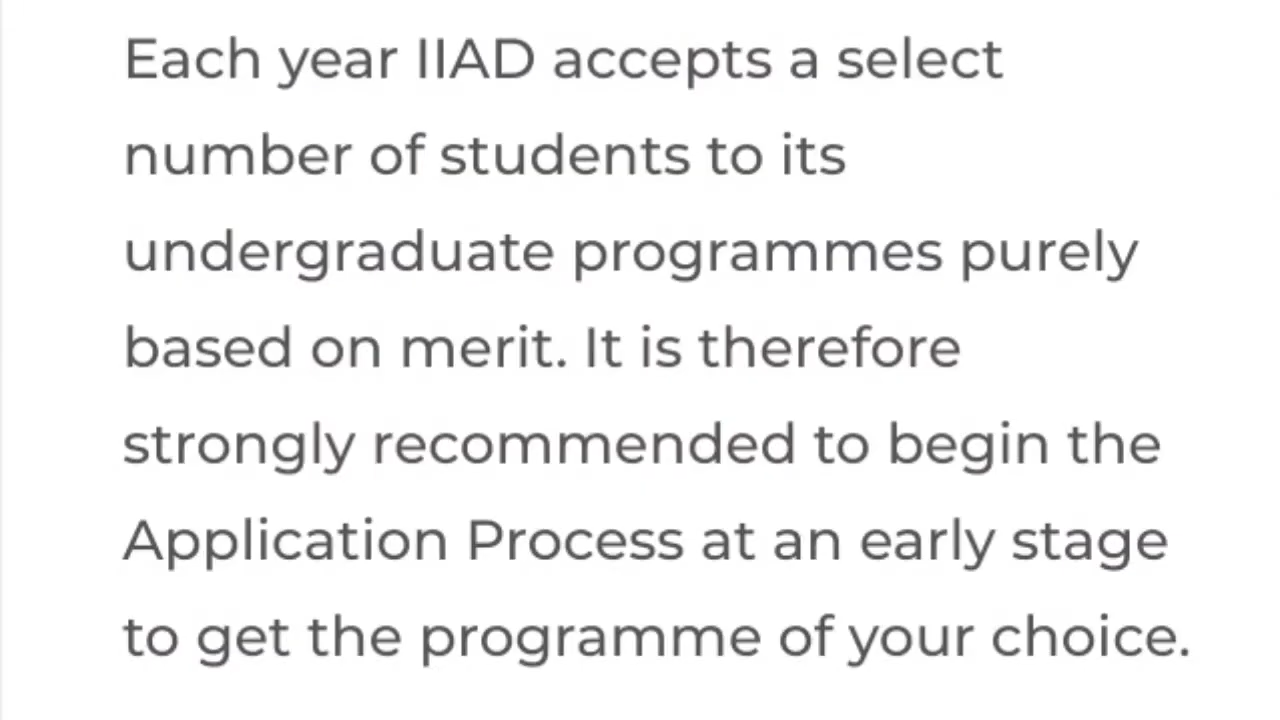 Each year IIAD accepts a select
number of students to its
undergraduate programmes purely
based on merit. It is therefore
strongly recommended to begin the
Application Process at an early stage
to get the programme of your choice.